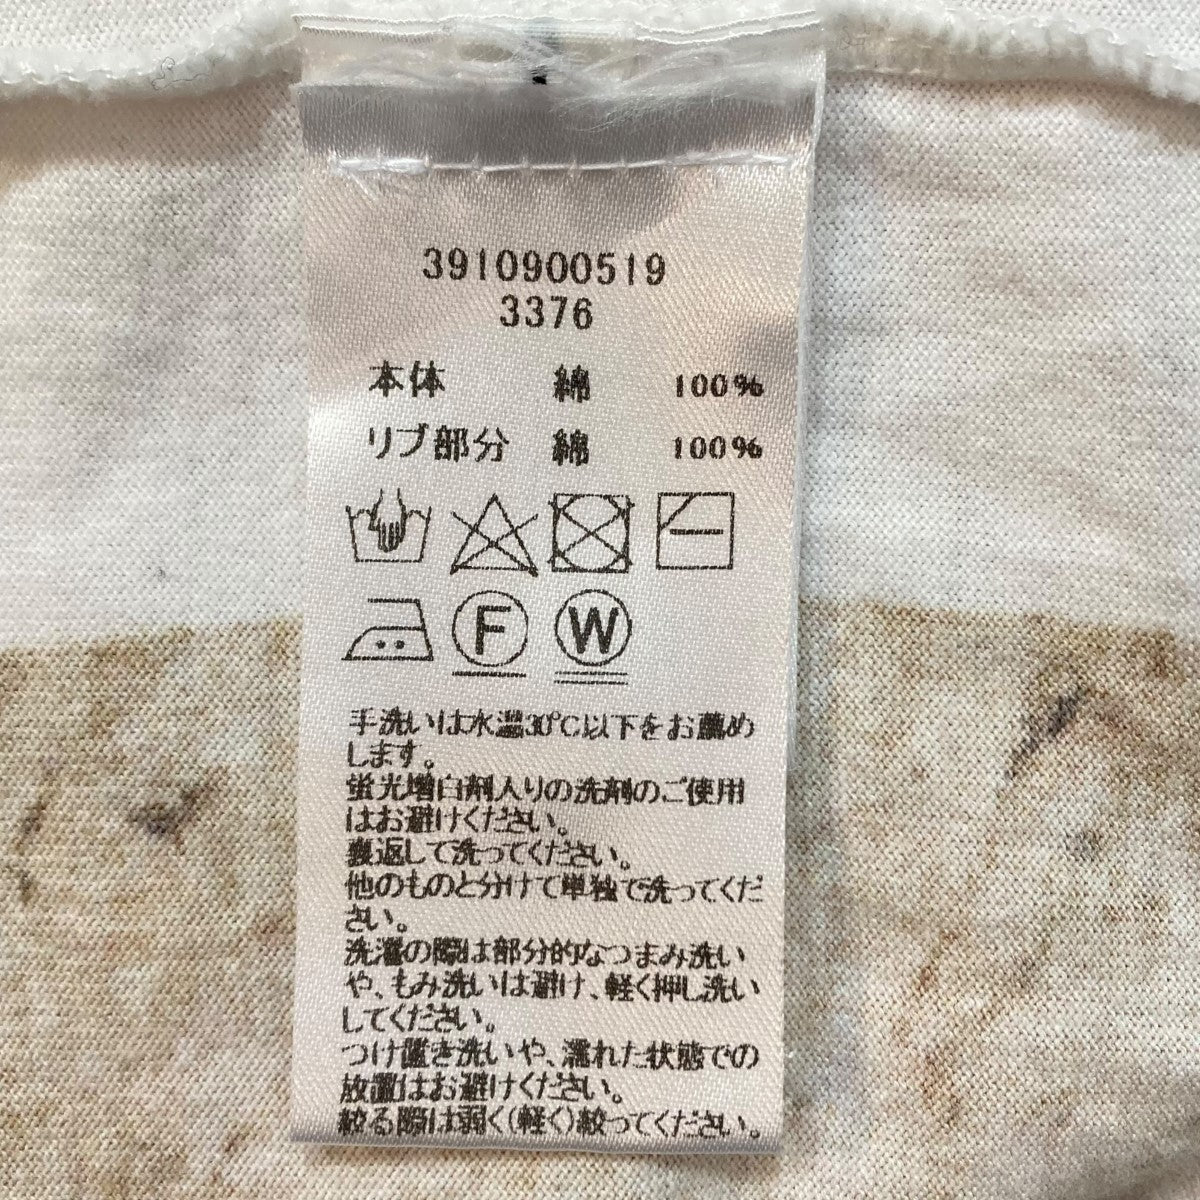 3910900519
3376
本体 綿 100%
リブ部分 綿 100%
F W
手洗いは水温30℃以下をお薦め
します。
蛍光増白剤入りの洗剤のご使用
はお避けください。
裏返して洗ってください。
他のものと分けて単独で洗ってくだ
さい。
洗濯の際は部分的なつまみ洗い
や、もみ洗いは避け、軽く押し洗い
してください。
つけ置き洗いや、濡れた状態での
放置はお避けください。
絞る際は弱く(軽く)絞ってください。